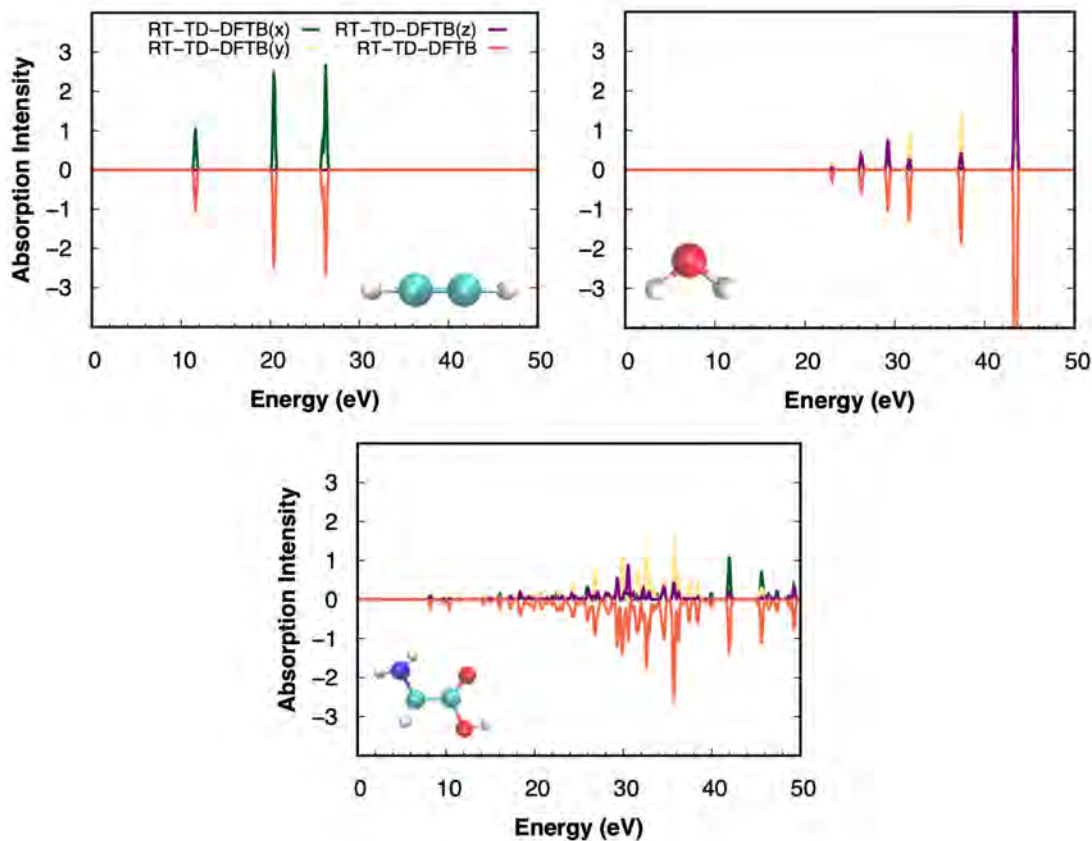 RT-TD-DFTB(x) RT-TD-DFTB(z)
RT-TD-DFTB(y) RT-TD-DFTB
Absorption Intensity
3
2
1
0
−1
−2
−3
0 10 20 30 40 50
Energy (eV)
3
2
1
0
−1
−2
−3
0 10 20 30 40 50
Energy (eV)
Absorption Intensity
3
2
1
0
−1
−2
−3
0 10 20 30 40 50
Energy (eV)